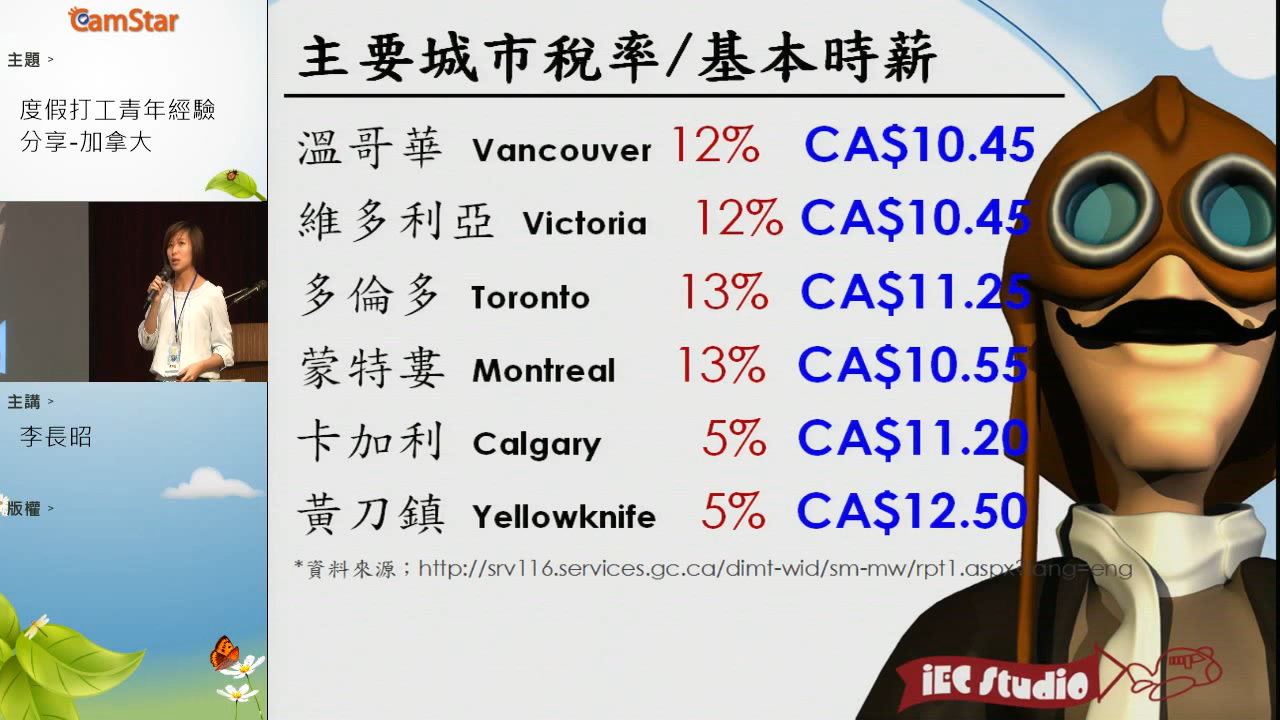 CamStar
主題 >
度假打工青年經驗
分享-加拿大
主講 >
李長昭
版權 >
主要城市稅率/基本時薪
溫哥華 Vancouver 12% CA$10.45
維多利亞 Victoria 12% CA$10.45
多倫多 Toronto 13% CA$11.25
蒙特婁 Montreal 13% CA$10.55
卡加利 Calgary 5% CA$11.20
黃刀鎮 Yellowknife 5% CA$12.50
*資料來源；http://srv116.services.gc.ca/dimt-wid/sm-mw/rpt1.aspx?lang=eng
iEC Studio